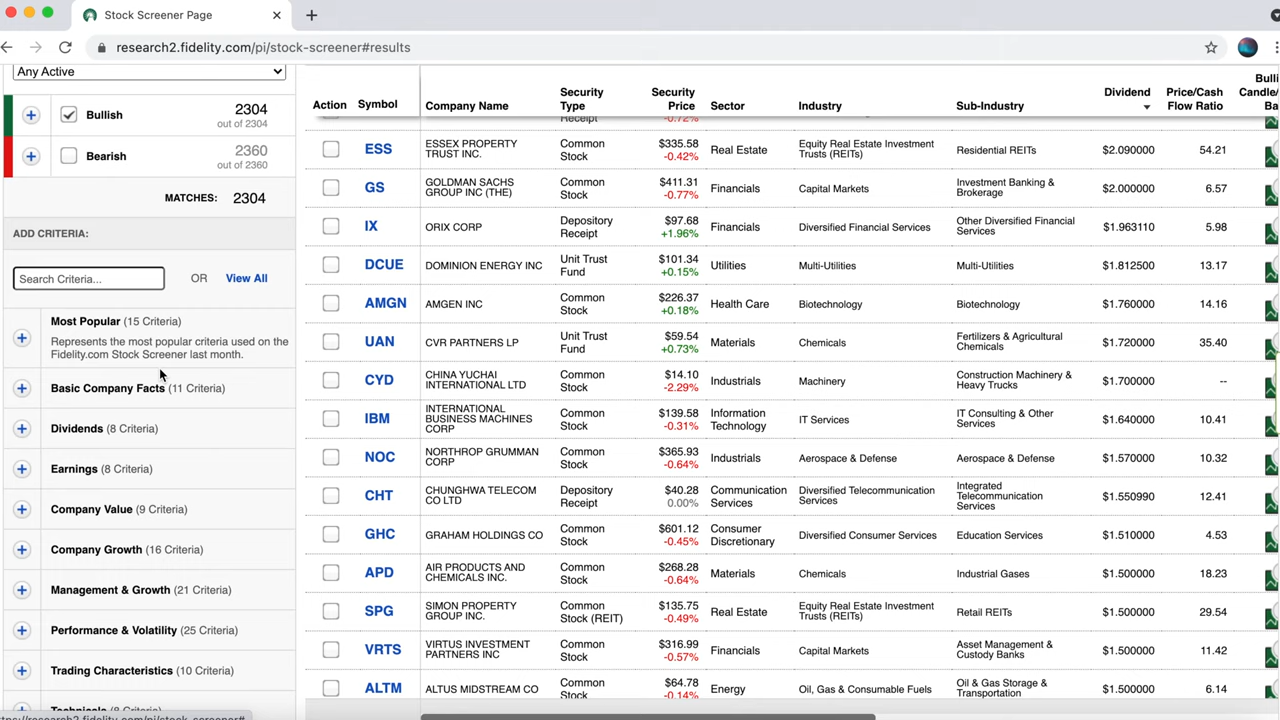 Stock Screener Page
research2.fidelity.com/pi/stock-screener#results
Any Active
Bullish 2304
out of 2304
Bearish 2360
out of 2360
MATCHES: 2304
ADD CRITERIA:
Search Criteria... OR View All
Most Popular (15 Criteria)
Represents the most popular criteria used on the
Fidelity.com Stock Screener last month.
Basic Company Facts (11 Criteria)
Dividends (8 Criteria)
Earnings (8 Criteria)
Company Value (9 Criteria)
Company Growth (16 Criteria)
Management & Growth (21 Criteria)
Performance & Volatility (25 Criteria)
Trading Characteristics (10 Criteria)
Technicals (8 Criteria)
Action Symbol Company Name Security Type Security Price Sector Industry Sub-Industry Dividend Price/Cash Flow Ratio
Receipt -0.72%
ESS ESSEX PROPERTY TRUST INC. Common Stock $335.58 -0.42% Real Estate Equity Real Estate Investment Trusts (REITs) Residential REITs $2.090000 54.21
GS GOLDMAN SACHS GROUP INC (THE) Common Stock $411.31 -0.77% Financials Capital Markets Investment Banking & Brokerage $2.000000 6.57
IX ORIX CORP Depository Receipt $97.68 +1.96% Financials Diversified Financial Services Other Diversified Financial Services $1.963110 5.98
DCUE DOMINION ENERGY INC Unit Trust Fund $101.34 +0.15% Utilities Multi-Utilities Multi-Utilities $1.812500 13.17
AMGN AMGEN INC Common Stock $226.37 +0.18% Health Care Biotechnology Biotechnology $1.760000 14.16
UAN CVR PARTNERS LP Unit Trust Fund $59.54 +0.73% Materials Chemicals Fertilizers & Agricultural Chemicals $1.720000 35.40
CYD CHINA YUCHAI INTERNATIONAL LTD Common Stock $14.10 -2.29% Industrials Machinery Construction Machinery & Heavy Trucks $1.700000 --
IBM INTERNATIONAL BUSINESS MACHINES CORP Common Stock $139.58 -0.31% Information Technology IT Services IT Consulting & Other Services $1.640000 10.41
NOC NORTHROP GRUMMAN CORP Common Stock $365.93 -0.64% Industrials Aerospace & Defense Aerospace & Defense $1.570000 10.32
CHT CHUNGHWA TELECOM CO LTD Depository Receipt $40.28 0.00% Communication Services Diversified Telecommunication Services Integrated Telecommunication Services $1.550990 12.41
GHC GRAHAM HOLDINGS CO Common Stock $601.12 -0.45% Consumer Discretionary Diversified Consumer Services Education Services $1.510000 4.53
APD AIR PRODUCTS AND CHEMICALS INC. Common Stock $268.28 -0.64% Materials Chemicals Industrial Gases $1.500000 18.23
SPG SIMON PROPERTY GROUP INC. Common Stock (REIT) $135.75 -0.49% Real Estate Equity Real Estate Investment Trusts (REITs) Retail REITs $1.500000 29.54
VRTS VIRTUS INVESTMENT PARTNERS INC Common Stock $316.99 -0.57% Financials Capital Markets Asset Management & Custody Banks $1.500000 11.42
ALTM ALTUS MIDSTREAM CO Common Stock $64.78 -0.14% Energy Oil, Gas & Consumable Fuels Oil & Gas Storage & Transportation $1.500000 6.14